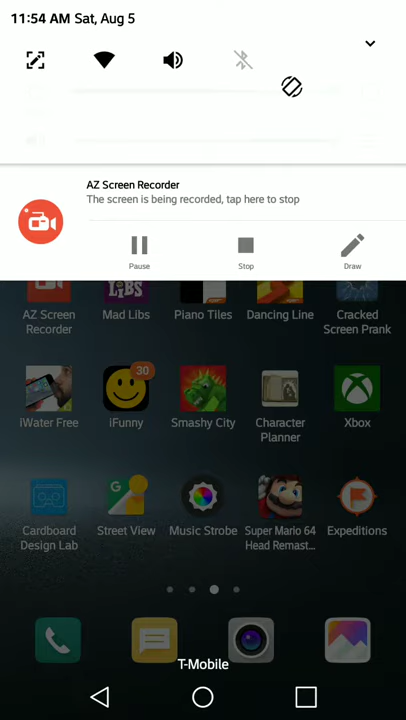 11:54 AM Sat, Aug 5
AZ Screen Recorder
The screen is being recorded, tap here to stop
Pause Stop Draw
LIBS
AZ Screen Recorder
Mad Libs
Piano Tiles
Dancing Line
Cracked Screen Prank
30
iWater Free
iFunny
Smashy City
Character Planner
Xbox
G
Cardboard Design Lab
Street View
Music Strobe
Super Mario 64 Head Remast...
Expeditions
T-Mobile